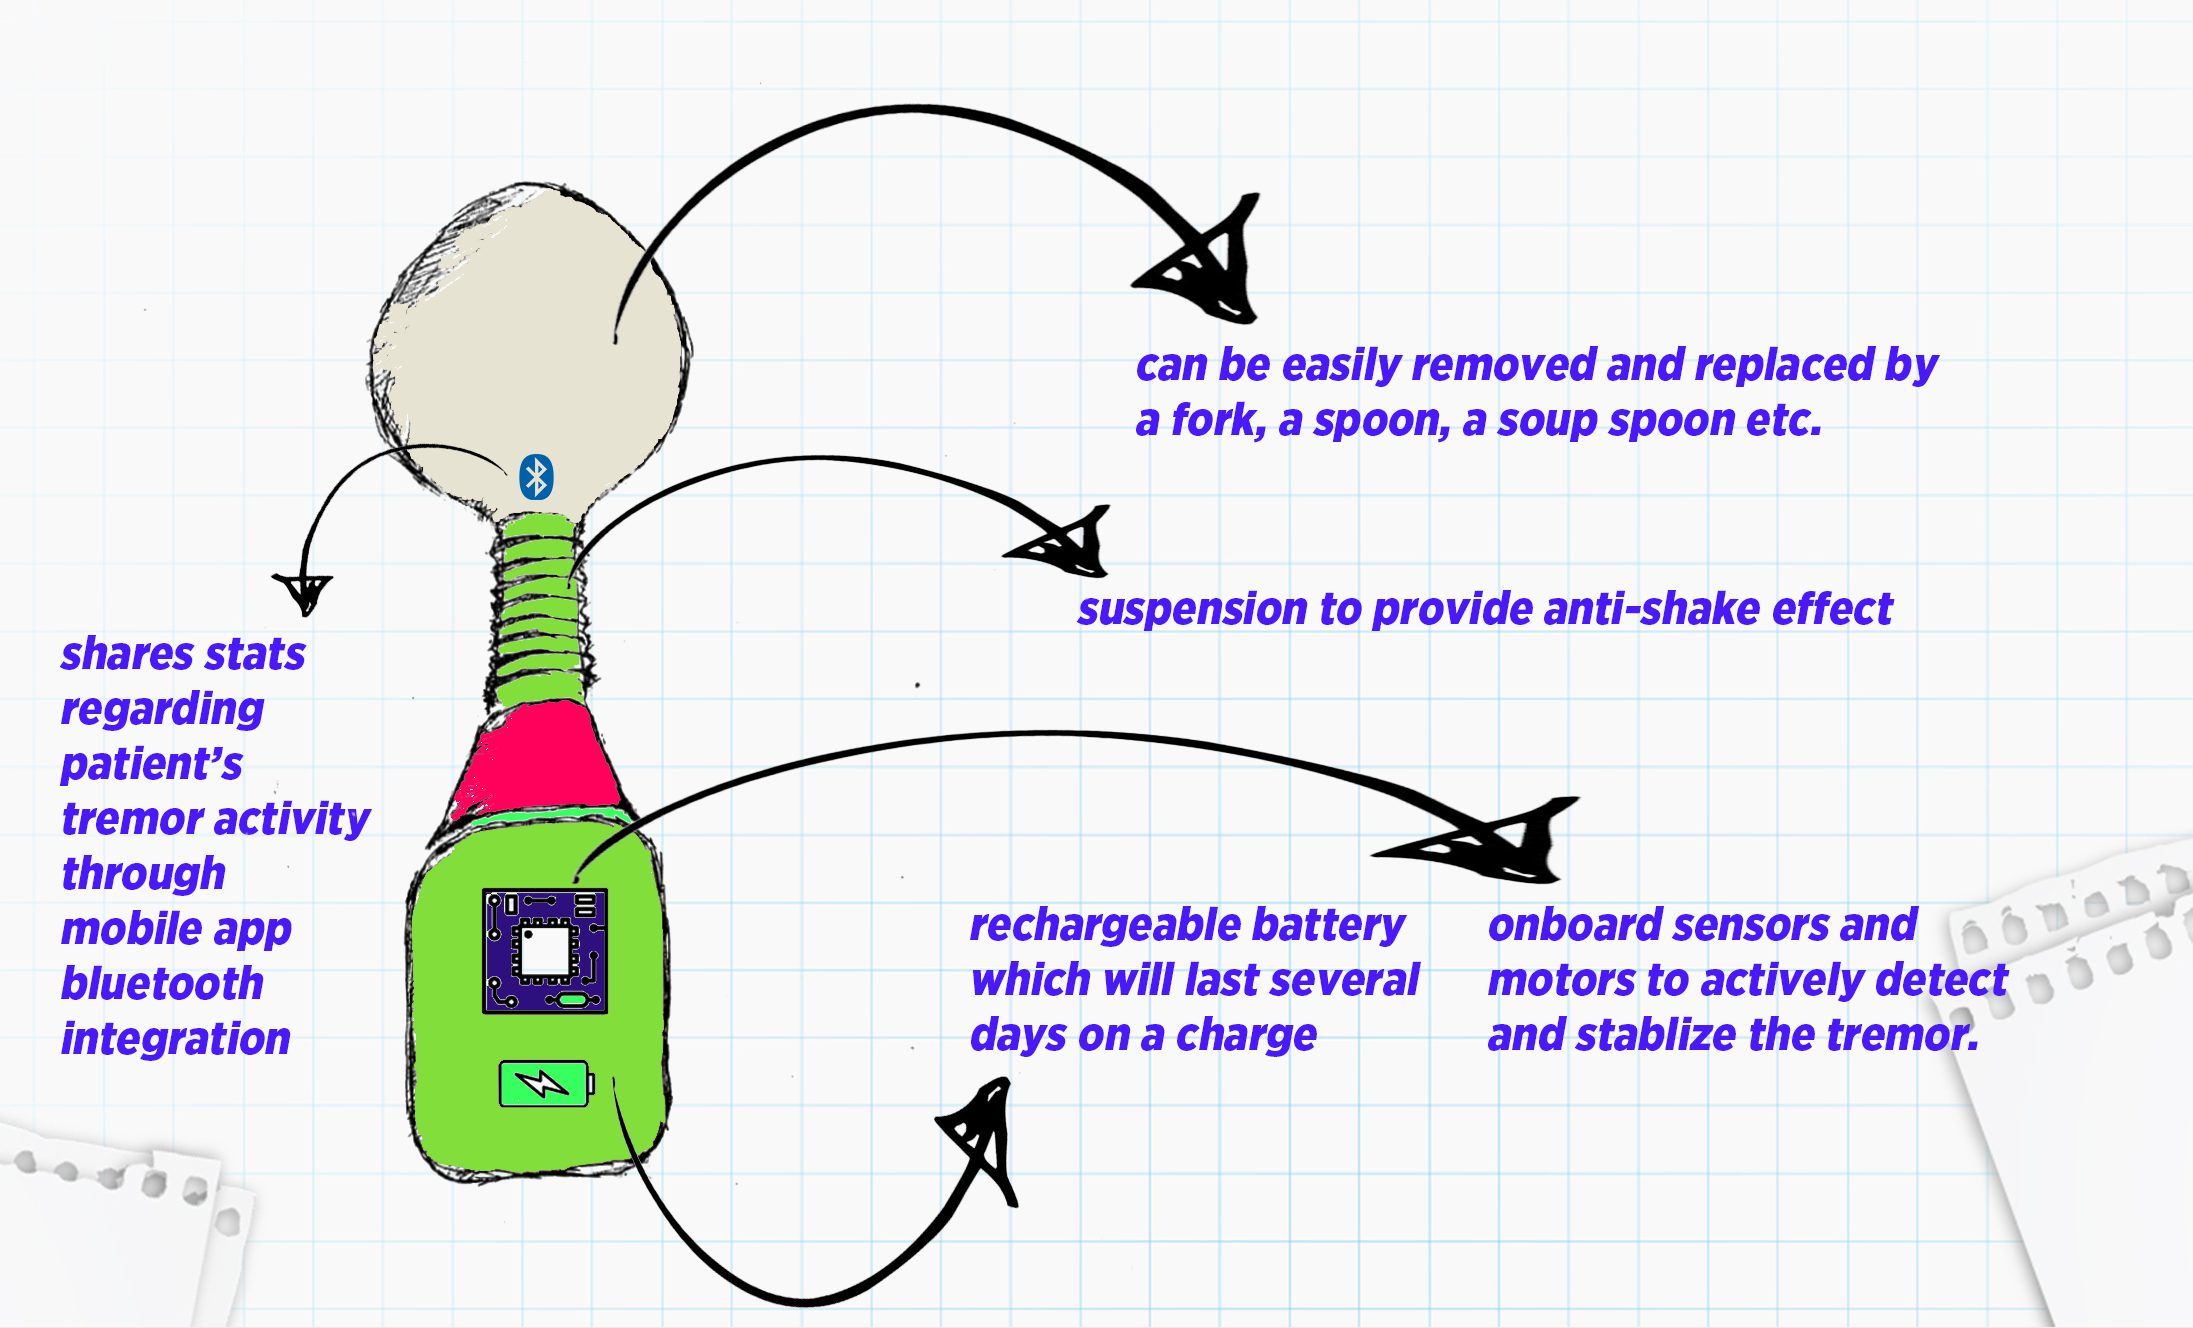 can be easily removed and replaced by
a fork, a spoon, a soup spoon etc.
suspension to provide anti-shake effect
shares stats
regarding
patient's
tremor activity
through
mobile app
bluetooth
integration
rechargeable battery
which will last several
days on a charge
onboard sensors and
motors to actively detect
and stablize the tremor.